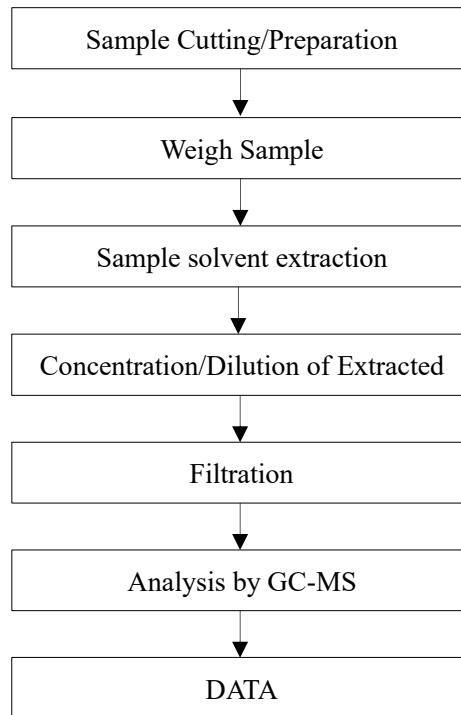 Sample Cutting/Preparation
Weigh Sample
Sample solvent extraction
Concentration/Dilution of Extracted
Filtration
Analysis by GC-MS
DATA